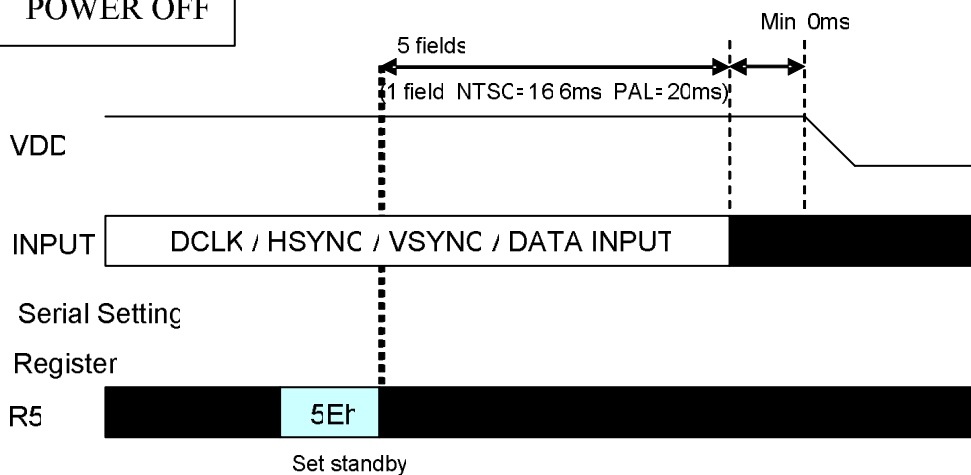 POWER OFF
Min 0ms
5 fields
(1 field NTSC=16.6ms PAL=20ms)
VDD
INPUT
DCLK / HSYNC / VSYNC / DATA INPUT
Serial Setting
Register
R5
5Eh
Set standby